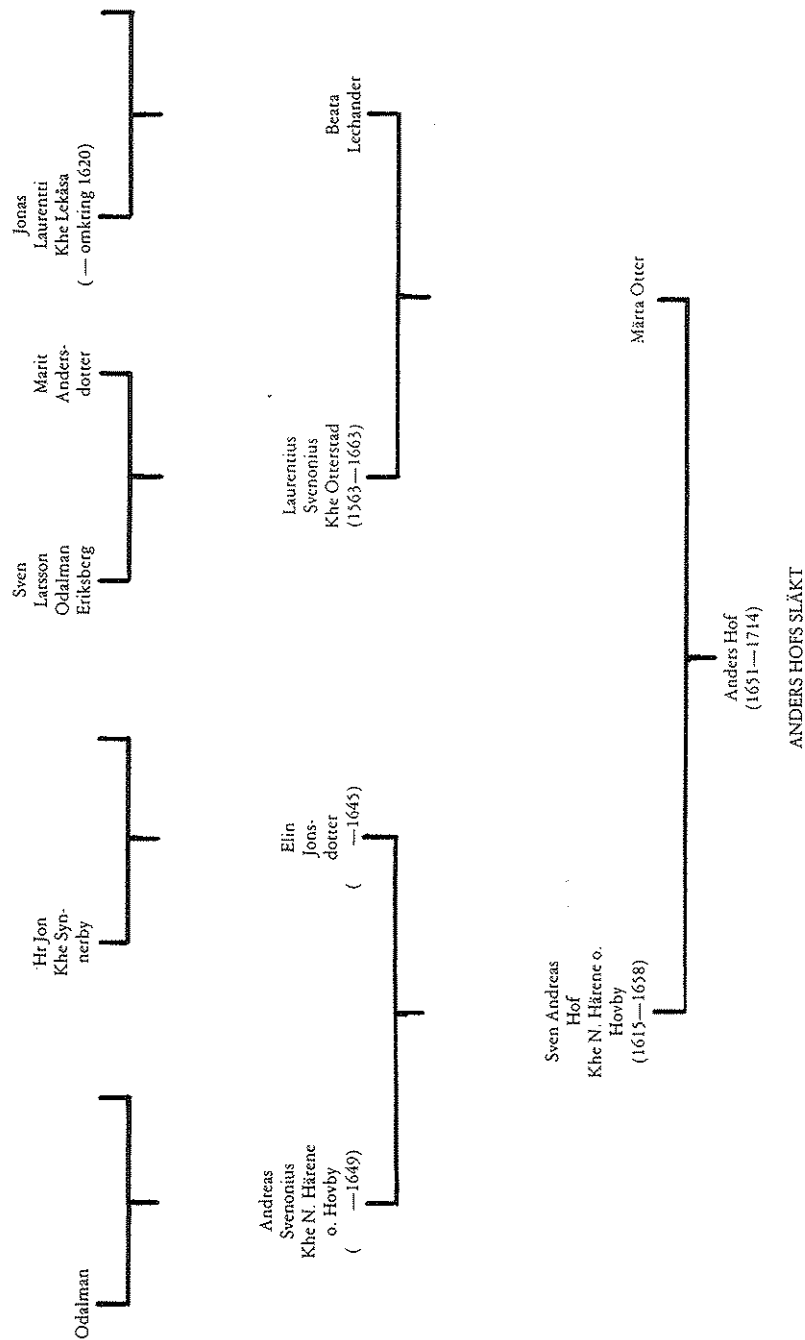 Odalman
Hr Jon
Khe Syn-
nerby
Sven
Larsson
Odalman
Eriksberg
Marit
Anders-
dotter
Jonas
Laurentti
Khe Lekåsa
( — omkring 1620)
Andreas
Svenonius
Khe N. Härene
o. Hovby
( —1649)
Elin
Jons-
dotter
( —1645)
Laurentius
Svenonius
Khe Otterstad
(1563—1663)
Beata
Lechander
Sven Andreas
Hof
Khe N. Härene o.
Hovby
(1615—1658)
Märta Otter
Anders Hof
(1651—1714)
ANDERS HOFS SLÄKT